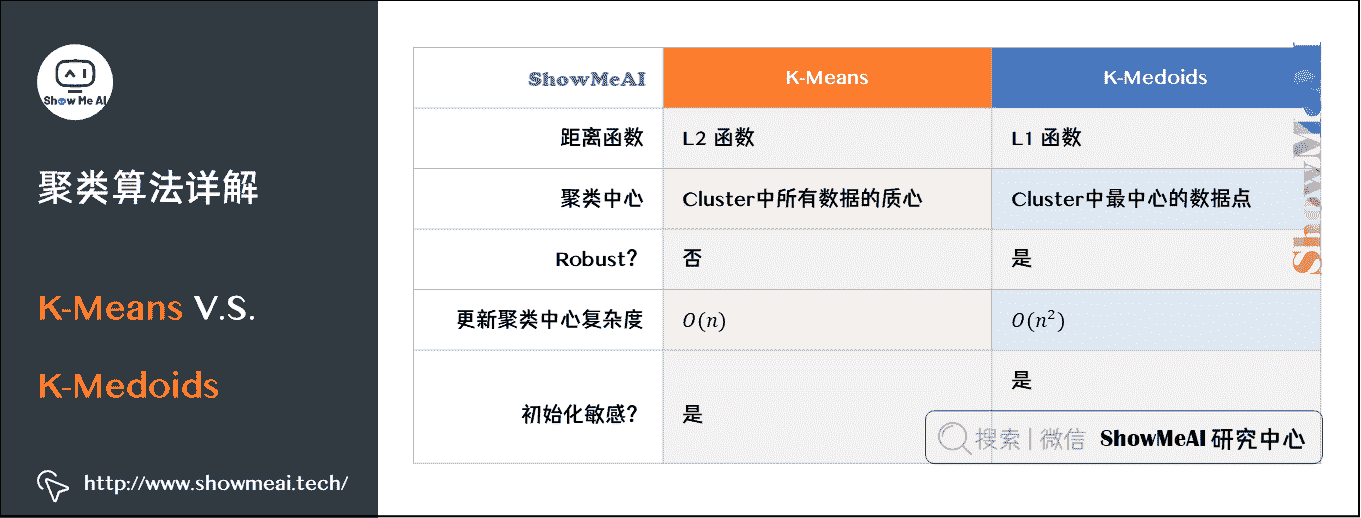 Show Me AI
聚类算法详解
K-Means V.S.
K-Medoids
http://www.showmeai.tech/
ShowMeAI K-Means K-Medoids
距离函数 L2 函数 L1 函数
聚类中心 Cluster中所有数据的质心 Cluster中最中心的数据点
Robust? 否 是
更新聚类中心复杂度 O(n) O(n²)
初始化敏感? 是 是
搜索 | 微信 ShowMeAI 研究中心
ShowMeAI